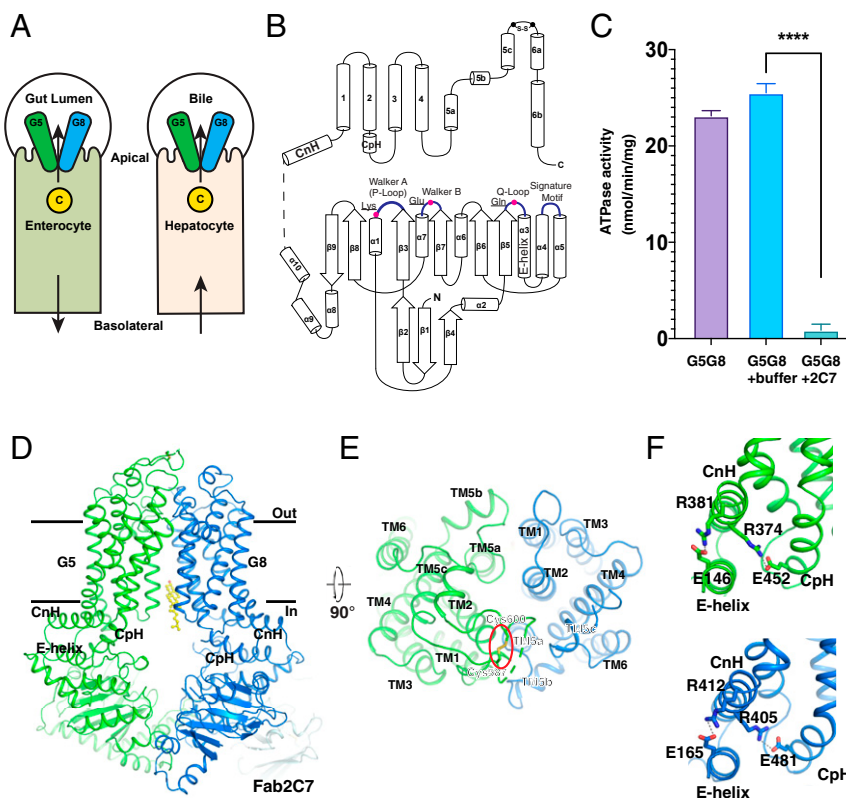 A
Gut Lumen
G5
G8
C
Enterocyte
Apical
Basolateral
Bile
G5
G8
C
Hepatocyte
B
1
2
3
4
5a
5b
5c
S-S
6a
6b
C
CpH
CnH
Walker A
(P-Loop)
Lys
Walker B
Glu
Q-Loop
Gln
Signature
Motif
β9
β8
α1
β3
α7
β7
α6
β6
β5
α3
E-helix
α4
α5
α10
α9
α8
β2
β1
N
β4
α2
C
ATPase activity
(nmol/min/mg)
30
20
10
0
****
G5G8
G5G8
+buffer
G5G8
+2C7
D
Out
In
G5
G8
CnH
E-helix
CpH
CpH
CnH
Fab2C7
90°
E
TM5b
TM6
TM5a
TM5c
TM4
TM2
TM1
TM3
TM1
TM3
TM2
TM4
Cys600
TM5a
TM5c
Cys587
TM5b
TM6
F
CnH
R381
R374
E146
E452
CpH
E-helix
CnH
R412
R405
E165
E481
E-helix
CpH